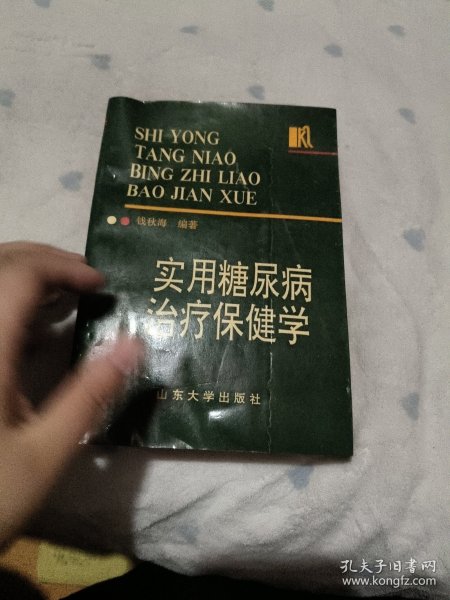 SHI YONG
TANG NIAO
BING ZHI LIAO
BAO JIAN XUE
钱秋海 编著
实用糖尿病
治疗保健学
山东大学出版社
孔夫子旧书网
www.kongfz.com